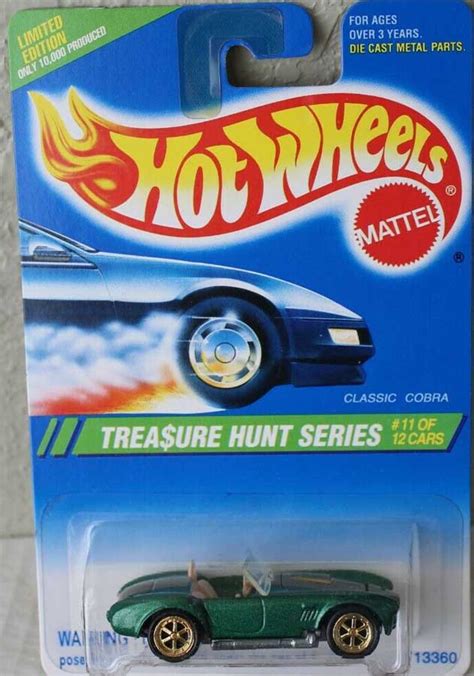 LIMITED
EDITION
ONLY 10,000 PRODUCED
FOR AGES
OVER 3 YEARS.
DIE CAST METAL PARTS.
HOT WHEELS
MATTEL
®
®
CLASSIC COBRA
TREA$URE HUNT SERIES
#11 OF
12 CARS
13360